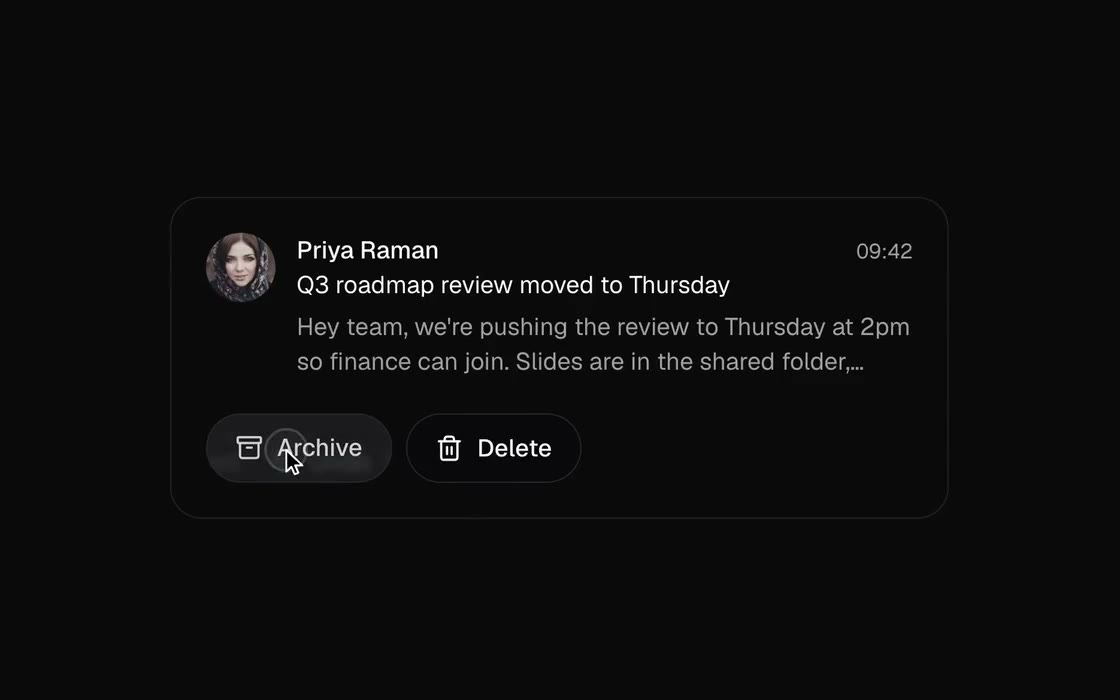 Priya Raman
09:42
Q3 roadmap review moved to Thursday
Hey team, we're pushing the review to Thursday at 2pm
so finance can join. Slides are in the shared folder,…
Archive
Delete